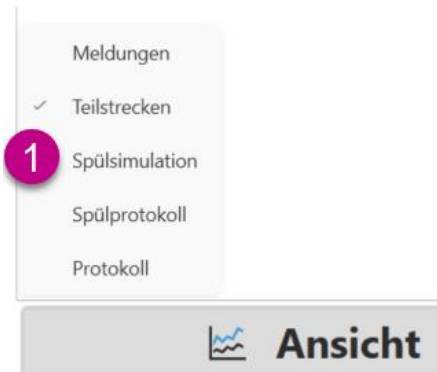 Meldungen
Teilstrecken
1 Spülsimulation
Spülprotokoll
Protokoll
Ansicht